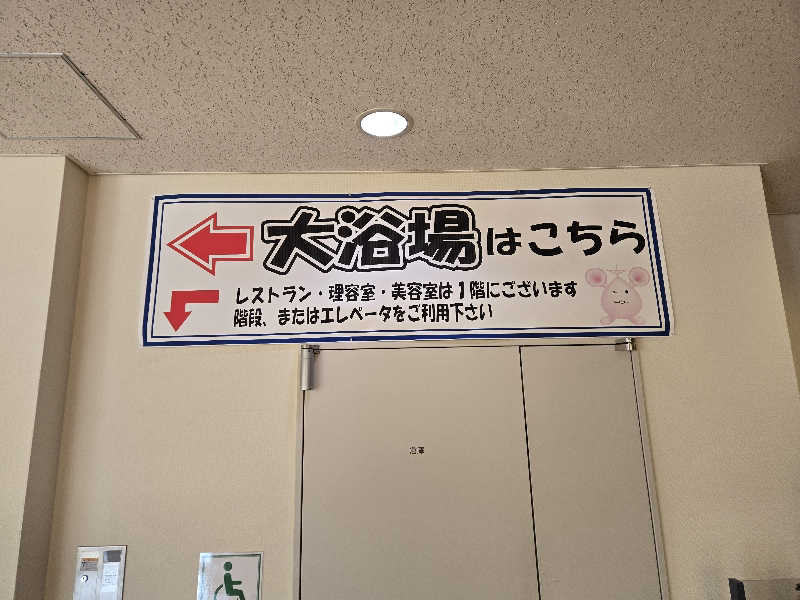 大浴場はこちら
レストラン・理容室・美容室は1階にございます
階段、またはエレベータをご利用下さい